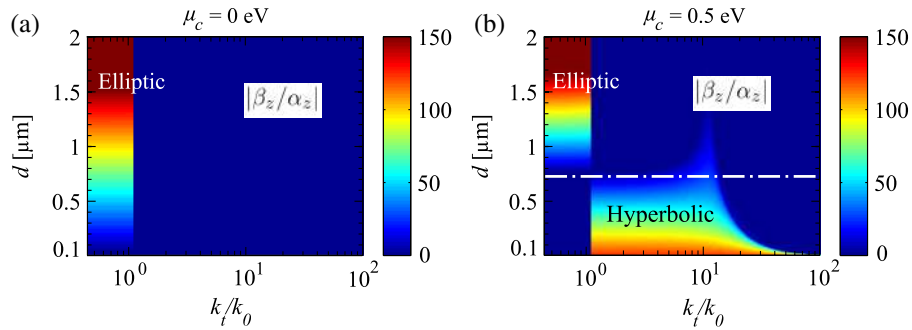 (a)
μc = 0 eV
2
1.5
1
0.5
0.1
d [μm]
Elliptic
|βz/αz|
10^0
10^1
10^2
kt/k0
150
100
50
0
(b)
μc = 0.5 eV
2
1.5
1
0.5
0.1
d [μm]
Elliptic
|βz/αz|
Hyperbolic
10^0
10^1
10^2
kt/k0
150
100
50
0